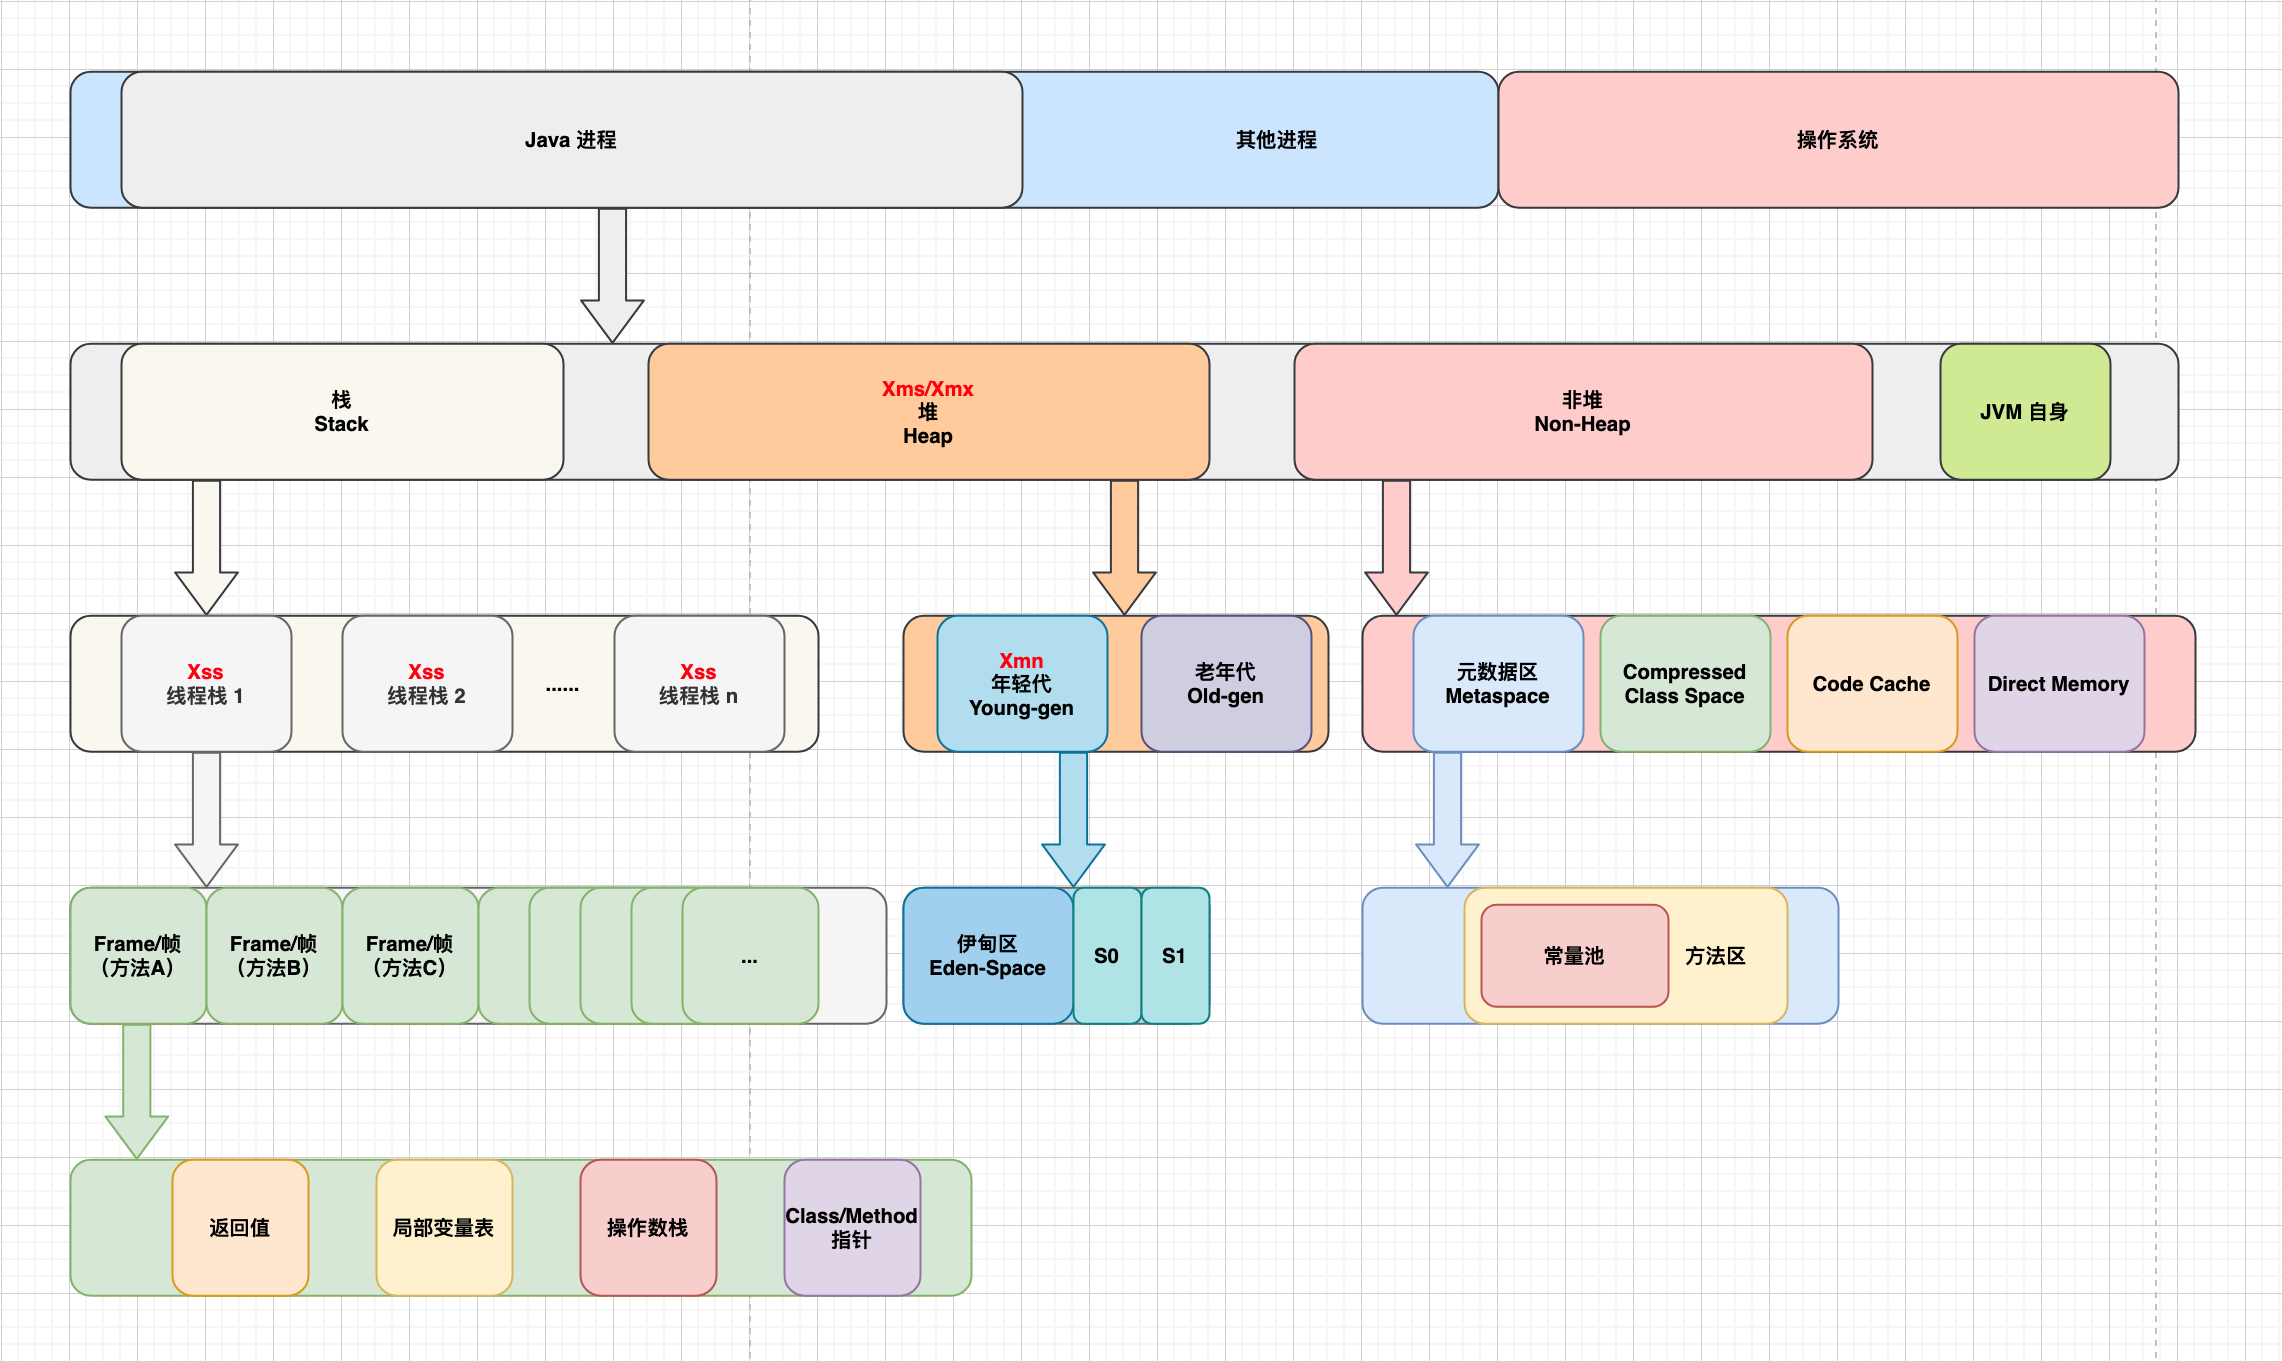 Java 进程
其他进程
操作系统
栈
Stack
Xms/Xmx
堆
Heap
非堆
Non-Heap
JVM 自身
Xss
线程栈 1
Xss
线程栈 2
......
Xss
线程栈 n
Xmn
年轻代
Young-gen
老年代
Old-gen
元数据区
Metaspace
Compressed
Class Space
Code Cache
Direct Memory
Frame/帧
（方法A）
Frame/帧
（方法B）
Frame/帧
（方法C）
...
伊甸区
Eden-Space
S0
S1
常量池
方法区
返回值
局部变量表
操作数栈
Class/Method
指针